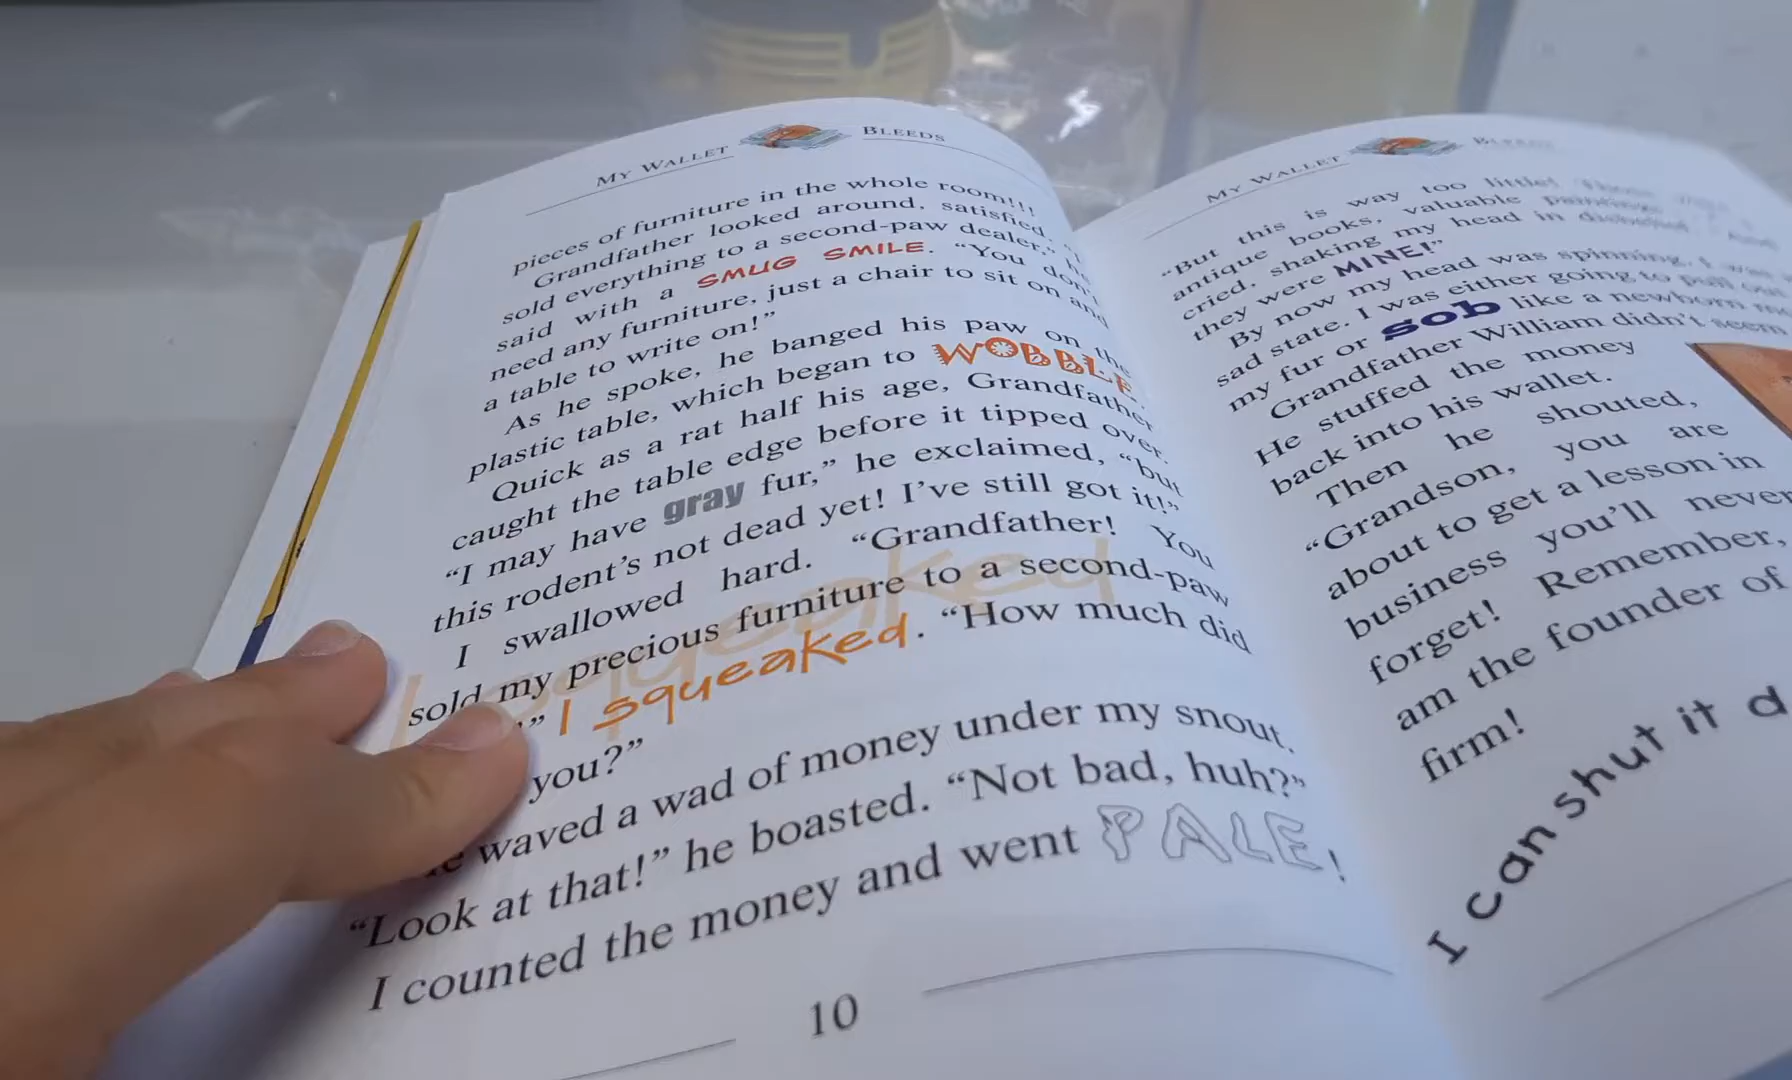 MY WALLET BLEEDS
pieces of furniture in the whole room!!!
Grandfather looked around, satisfied.
sold everything to a second-paw dealer,"
said with a SMUG SMILE. "You don't
need any furniture, just a chair to sit on and
a table to write on!"
As he spoke, he banged his paw on the
plastic table, which began to WOBBLE.
Quick as a rat half his age, Grandfather
caught the table edge before it tipped over.
"I may have gray fur," he exclaimed, "but
this rodent's not dead yet! I've still got it!"
I swallowed hard. "Grandfather! You
sold my precious furniture to a second-paw
" I squeaked. "How much did
you?"
waved a wad of money under my snout.
"Look at that!" he boasted. "Not bad, huh?"
I counted the money and went PALE!
10
MY WALLET
"But this is way too little!
antique books, valuable paintings
cried, shaking my head in disbelief.
they were MINE!"
By now my head was spinning. I was
sad state. I was either going to pull out
my fur or sob like a newborn
Grandfather William didn't seem
He stuffed the money
back into his wallet.
Then he shouted,
"Grandson, you are
about to get a lesson in
business you'll never
forget! Remember,
am the founder of
firm!
I can shut it